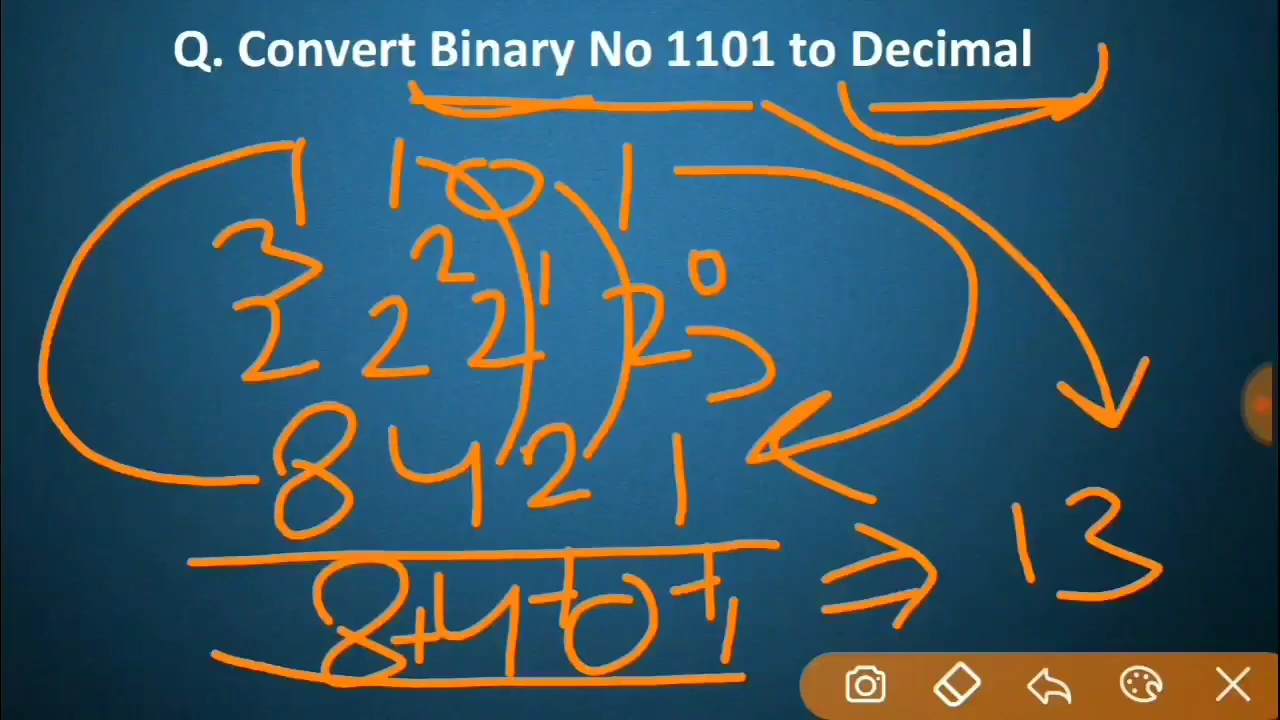 Q. Convert Binary No 1101 to Decimal
1 1 0 1
2³ 2² 2¹ 2⁰
8 4 2 1
8+4+0+1 ⇒ 13